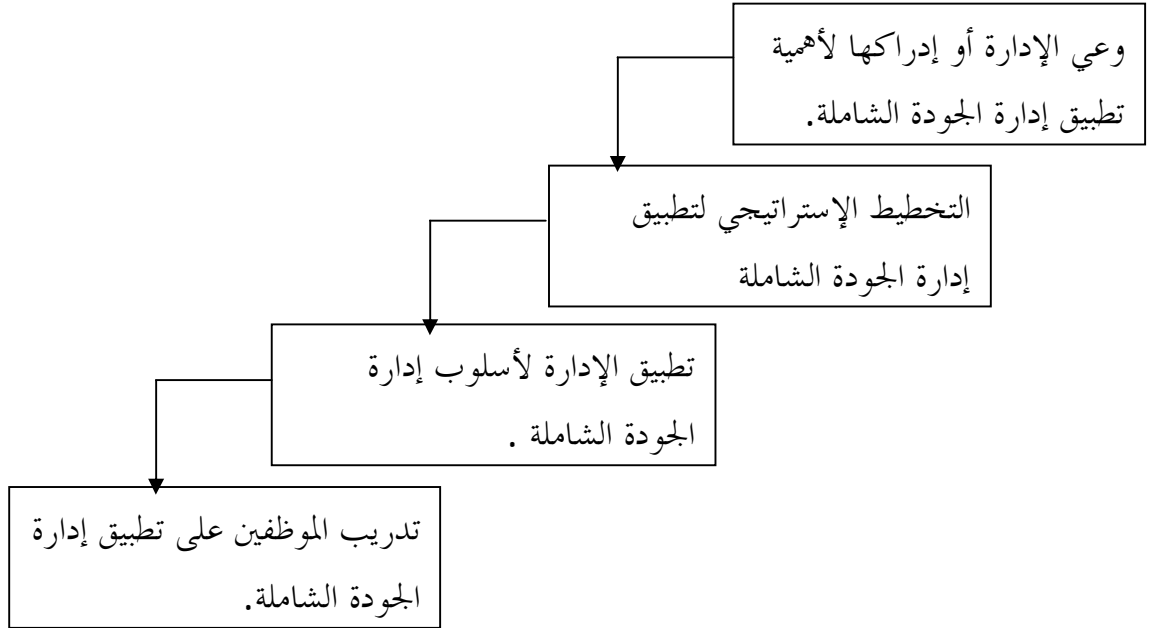 وعي الإدارة أو إدراكها لأهمية
تطبيق إدارة الجودة الشاملة.
التخطيط الإستراتيجي لتطبيق
إدارة الجودة الشاملة
تطبيق الإدارة لأسلوب إدارة
الجودة الشاملة .
تدريب الموظفين على تطبيق إدارة
الجودة الشاملة.